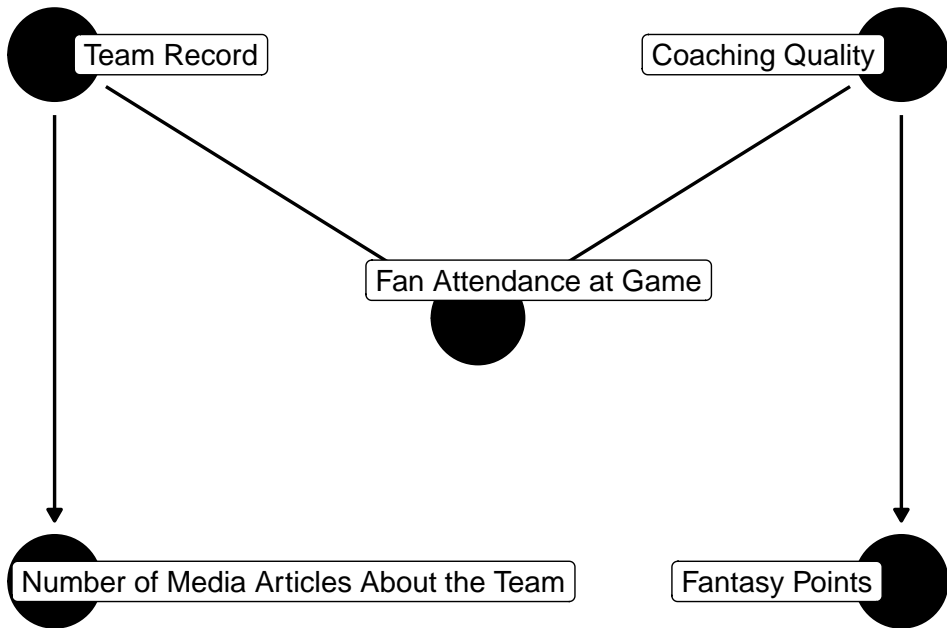 Team Record
Coaching Quality
Fan Attendance at Game
Number of Media Articles About the Team
Fantasy Points